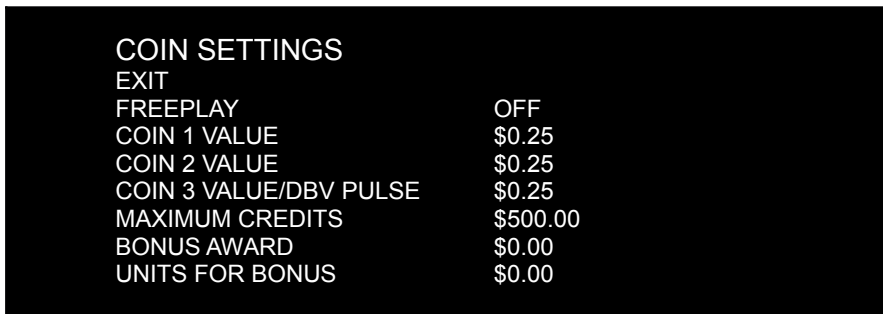 COIN SETTINGS
EXIT
FREEPLAY OFF
COIN 1 VALUE $0.25
COIN 2 VALUE $0.25
COIN 3 VALUE/DBV PULSE $0.25
MAXIMUM CREDITS $500.00
BONUS AWARD $0.00
UNITS FOR BONUS $0.00